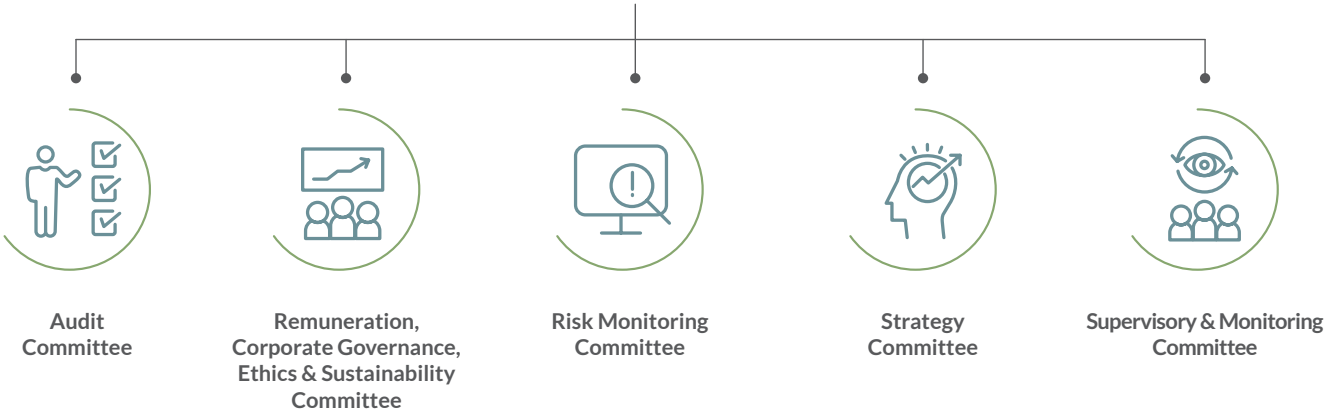 Audit
Committee
Remuneration,
Corporate Governance,
Ethics & Sustainability
Committee
Risk Monitoring
Committee
Strategy
Committee
Supervisory & Monitoring
Committee